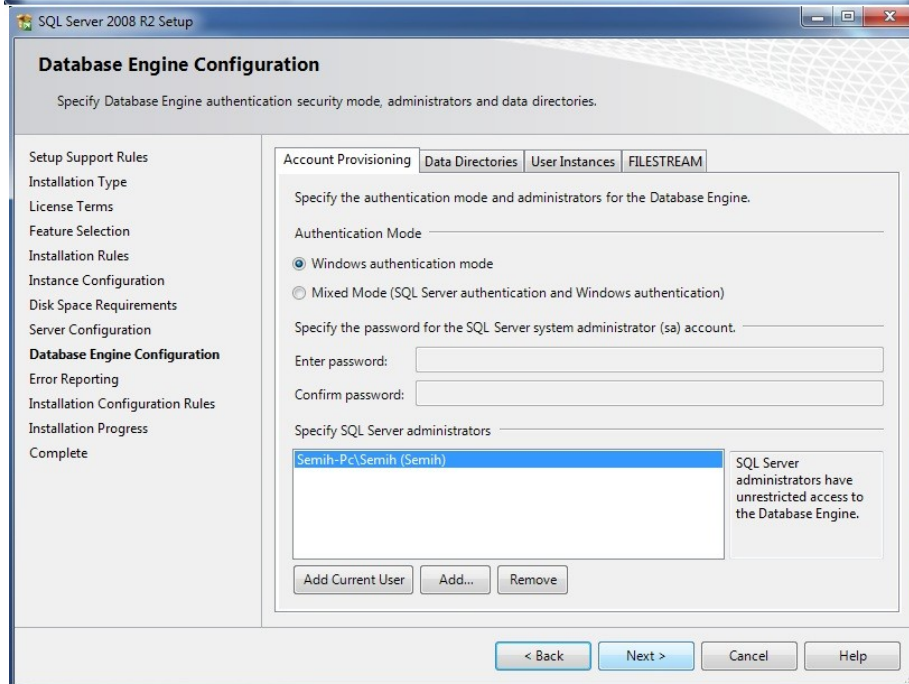 SQL Server 2008 R2 Setup
Database Engine Configuration
Specify Database Engine authentication security mode, administrators and data directories.
Setup Support Rules
Installation Type
License Terms
Feature Selection
Installation Rules
Instance Configuration
Disk Space Requirements
Server Configuration
Database Engine Configuration
Error Reporting
Installation Configuration Rules
Installation Progress
Complete
Account Provisioning Data Directories User Instances FILESTREAM
Specify the authentication mode and administrators for the Database Engine.
Authentication Mode
Windows authentication mode
Mixed Mode (SQL Server authentication and Windows authentication)
Specify the password for the SQL Server system administrator (sa) account.
Enter password:
Confirm password:
Specify SQL Server administrators
Semih-Pc\Semih (Semih)
SQL Server
administrators have
unrestricted access to
the Database Engine.
Add Current User Add... Remove
< Back Next > Cancel Help